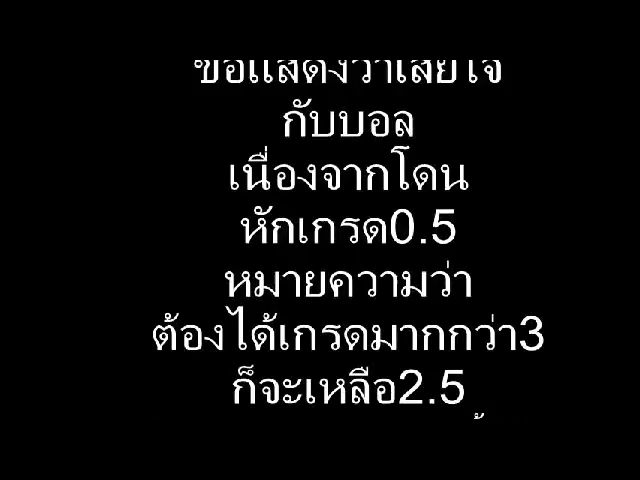 ขอแสดงว่าเสียใจ
กับบอล
เนื่องจากโดน
หักเกรด0.5
หมายความว่า
ต้องได้เกรดมากกว่า3
ก็จะเหลือ2.5